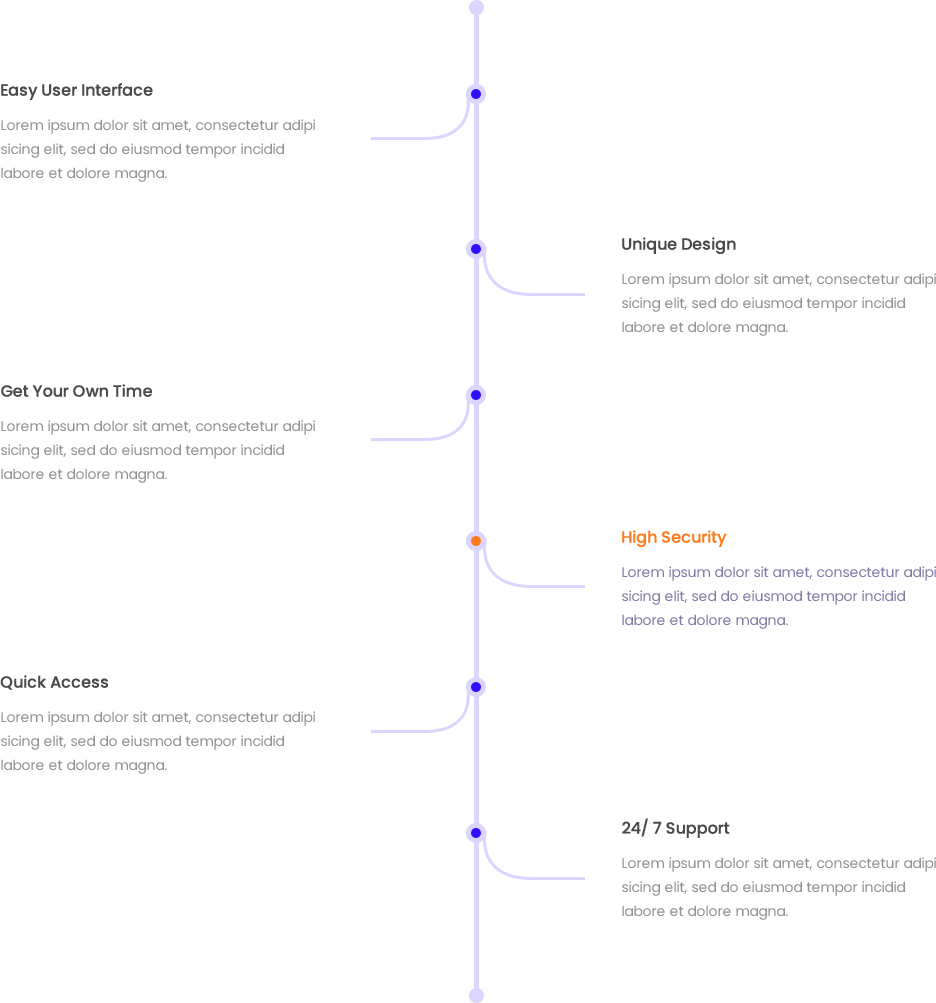 Easy User Interface
Lorem ipsum dolor sit amet, consectetur adipi
sicing elit, sed do eiusmod tempor incidid
labore et dolore magna.
Unique Design
Lorem ipsum dolor sit amet, consectetur adipi
sicing elit, sed do eiusmod tempor incidid
labore et dolore magna.
Get Your Own Time
Lorem ipsum dolor sit amet, consectetur adipi
sicing elit, sed do eiusmod tempor incidid
labore et dolore magna.
High Security
Lorem ipsum dolor sit amet, consectetur adipi
sicing elit, sed do eiusmod tempor incidid
labore et dolore magna.
Quick Access
Lorem ipsum dolor sit amet, consectetur adipi
sicing elit, sed do eiusmod tempor incidid
labore et dolore magna.
24/ 7 Support
Lorem ipsum dolor sit amet, consectetur adipi
sicing elit, sed do eiusmod tempor incidid
labore et dolore magna.